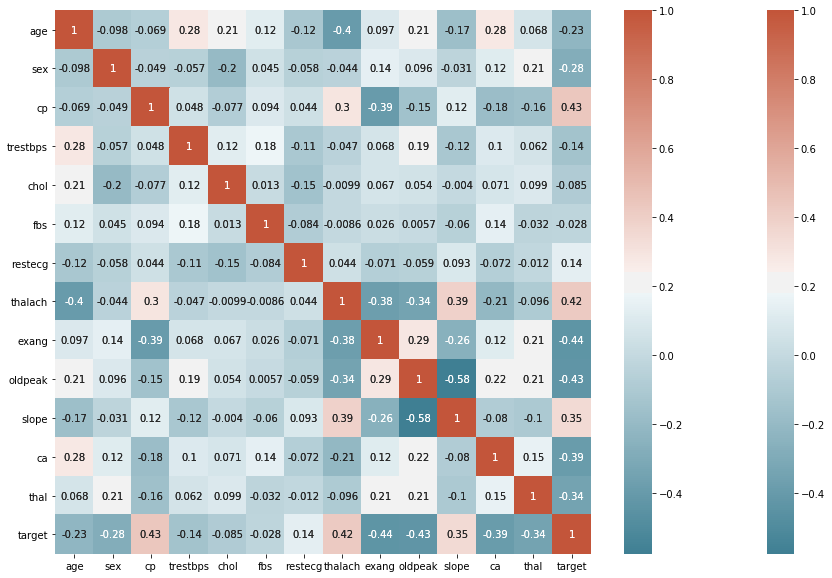 age 1 -0.098 -0.069 0.28 0.21 0.12 -0.12 -0.4 0.097 0.21 -0.17 0.28 0.068 -0.23
sex -0.098 1 -0.049 -0.057 -0.2 0.045 -0.058 -0.044 0.14 0.096 -0.031 0.12 0.21 -0.28
cp -0.069 -0.049 1 0.048 -0.077 0.094 0.044 0.3 -0.39 -0.15 0.12 -0.18 -0.16 0.43
trestbps 0.28 -0.057 0.048 1 0.12 0.18 -0.11 -0.047 0.068 0.19 -0.12 0.1 0.062 -0.14
chol 0.21 -0.2 -0.077 0.12 1 0.013 -0.15 -0.0099 0.067 0.054 -0.004 0.071 0.099 -0.085
fbs 0.12 0.045 0.094 0.18 0.013 1 -0.084 -0.0086 0.026 0.0057 -0.06 0.14 -0.032 -0.028
restecg -0.12 -0.058 0.044 -0.11 -0.15 -0.084 1 0.044 -0.071 -0.059 0.093 -0.072 -0.012 0.14
thalach -0.4 -0.044 0.3 -0.047 -0.0099 -0.0086 0.044 1 -0.38 -0.34 0.39 -0.21 -0.096 0.42
exang 0.097 0.14 -0.39 0.068 0.067 0.026 -0.071 -0.38 1 0.29 -0.26 0.12 0.21 -0.44
oldpeak 0.21 0.096 -0.15 0.19 0.054 0.0057 -0.059 -0.34 0.29 1 -0.58 0.22 0.21 -0.43
slope -0.17 -0.031 0.12 -0.12 -0.004 -0.06 0.093 0.39 -0.26 -0.58 1 -0.08 -0.1 0.35
ca 0.28 0.12 -0.18 0.1 0.071 0.14 -0.072 -0.21 0.12 0.22 -0.08 1 0.15 -0.39
thal 0.068 0.21 -0.16 0.062 0.099 -0.032 -0.012 -0.096 0.21 0.21 -0.1 0.15 1 -0.34
target -0.23 -0.28 0.43 -0.14 -0.085 -0.028 0.14 0.42 -0.44 -0.43 0.35 -0.39 -0.34 1
age sex cp trestbps chol fbs restecg thalach exang oldpeak slope ca thal target
1.0
0.8
0.6
0.4
0.2
0.0
−0.2
−0.4
1.0
0.8
0.6
0.4
0.2
0.0
−0.2
−0.4